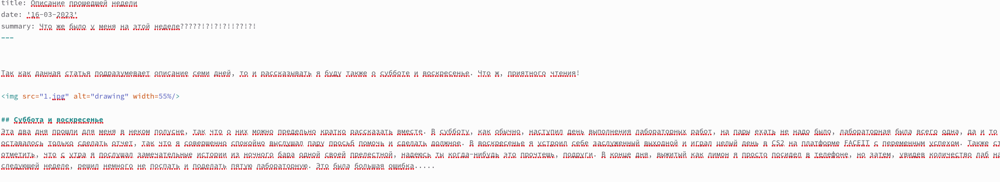 title: Описание прошедшей недели
date: '16-03-2023'
summary: Что же было у меня на этой неделе?????!?!?!?!!??!?!
---
Так как данная статья подразумевает описание семи дней, то и рассказывать я буду также о субботе и воскресенье. Что ж, приятного чтения!
<img src="1.jpg" alt="drawing" width=55%/>
## Суббота и воскресенье
Эта два дня прошли для меня в неком полусне, так что о них можно предельно кратко рассказать вместе. В субботу, как обычно, наступил день выполнения лабораторных работ, на пары ехать не надо было, лабораторная была всего одна, да и то
оставалось только сделать отчет, так что я совершенно спокойно выслушал пару просьб помочь и сделать должное. В воскресенье я устроил себе заслуженный выходной и играл целый день в CS2 на платформе FACEIT с переменным успехом. Также ст
отметить, что с утра я послушал замечательные истории из ночного бара одной своей прелестной, надеюсь ты когда-нибудь это прочтешь, подруги. В конце дня, выжитый как лимон я просто посидел в телефоне, но затем, увидев количество лаб на
следующей неделе, решил немного не поспать и поделать пятую лабораторную. Это была большая ошибка.....